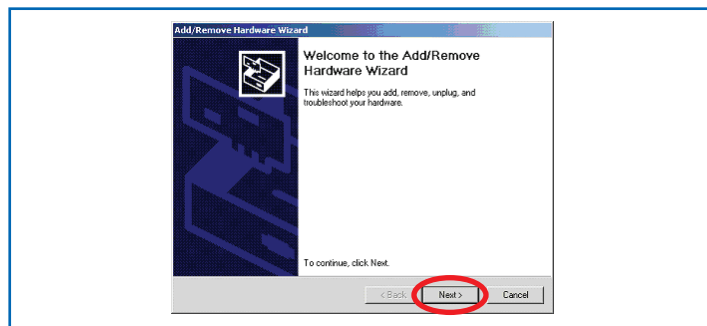 Add/Remove Hardware Wizard
Welcome to the Add/Remove
Hardware Wizard
This wizard helps you add, remove, unplug, and
troubleshoot your hardware.
To continue, click Next.
< Back
Next >
Cancel